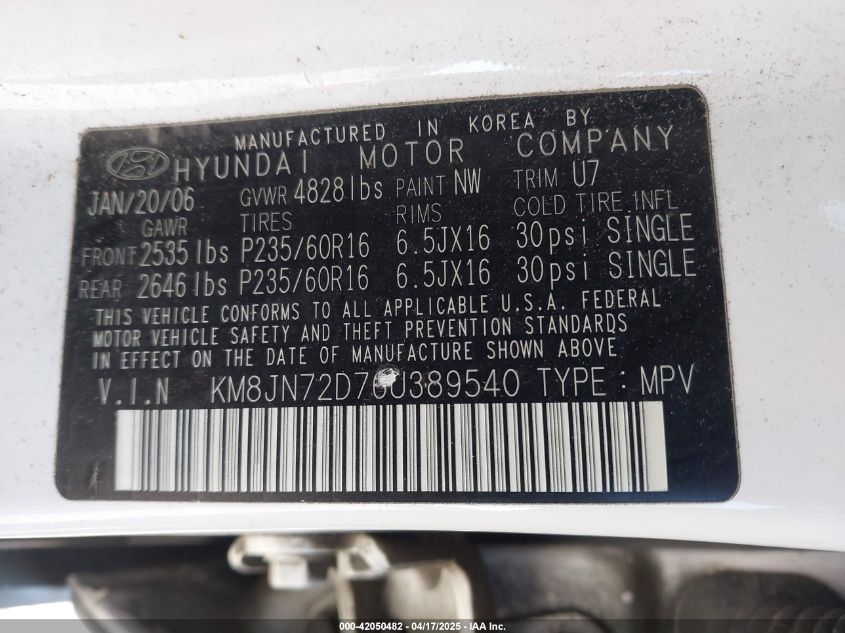 MANUFACTURED IN KOREA BY
HYUNDAI MOTOR COMPANY
JAN/20/06 GVWR 4828lbs PAINT NW TRIM U7
GAWR TIRES RIMS COLD TIRE INFL
FRONT 2535lbs P235/60R16 6.5JX16 30psi SINGLE
REAR 2646lbs P235/60R16 6.5JX16 30psi SINGLE
THIS VEHICLE CONFORMS TO ALL APPLICABLE U.S.A. FEDERAL
MOTOR VEHICLE SAFETY AND THEFT PREVENTION STANDARDS
IN EFFECT ON THE DATE OF MANUFACTURE SHOWN ABOVE
V.I.N KM8JN72D76U389540 TYPE : MPV
000-42050482 | 04/17/2025 | IAA Inc.